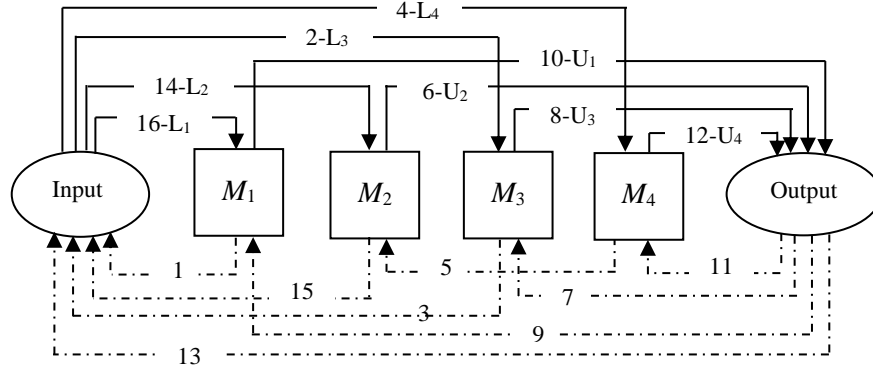 4-L₄
2-L₃
10-U₁
14-L₂
6-U₂
16-L₁
8-U₃
12-U₄
Input
M₁
M₂
M₃
M₄
Output
1
5
11
15
7
3
9
13